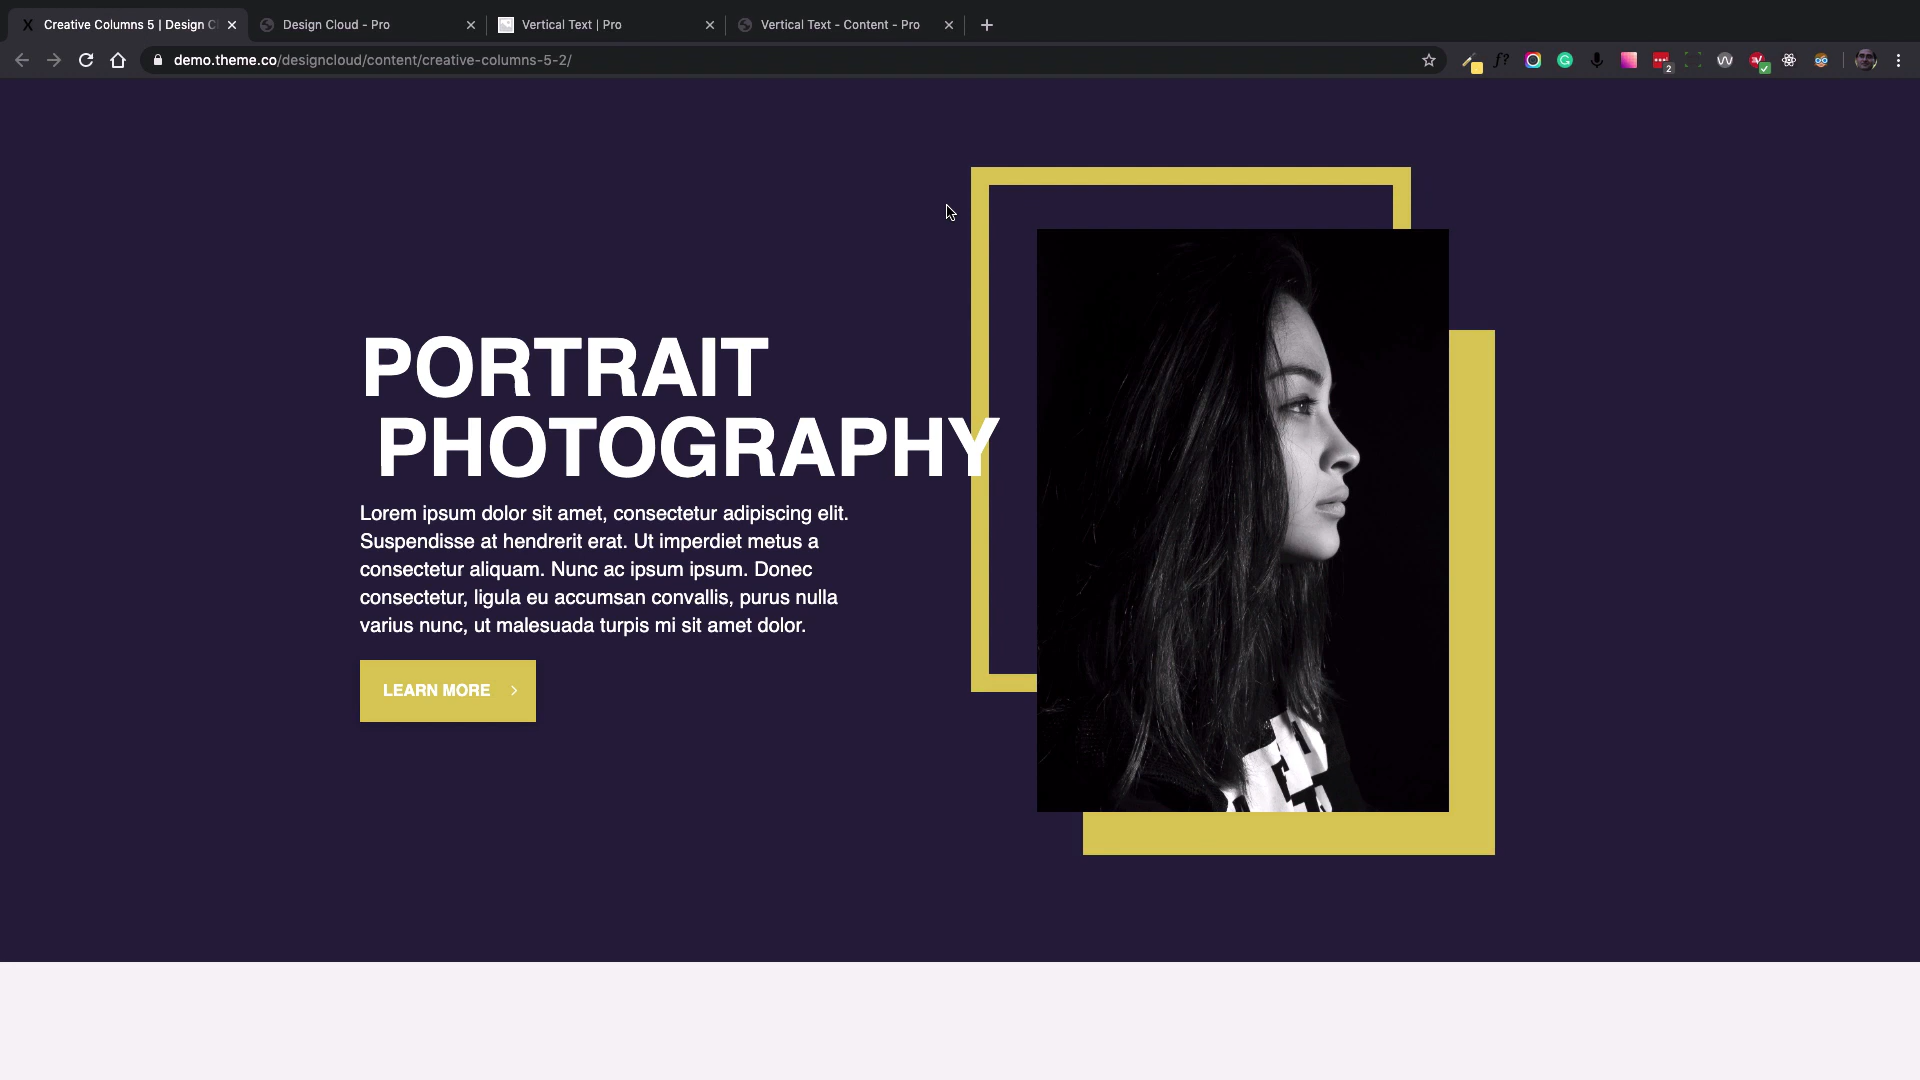 Creative Columns 5 | Design C
Design Cloud - Pro
Vertical Text | Pro
Vertical Text - Content - Pro
demo.theme.co/designcloud/content/creative-columns-5-2/
f?
2
PORTRAIT
PHOTOGRAPHY
Lorem ipsum dolor sit amet, consectetur adipiscing elit.
Suspendisse at hendrerit erat. Ut imperdiet metus a
consectetur aliquam. Nunc ac ipsum ipsum. Donec
consectetur, ligula eu accumsan convallis, purus nulla
varius nunc, ut malesuada turpis mi sit amet dolor.
LEARN MORE